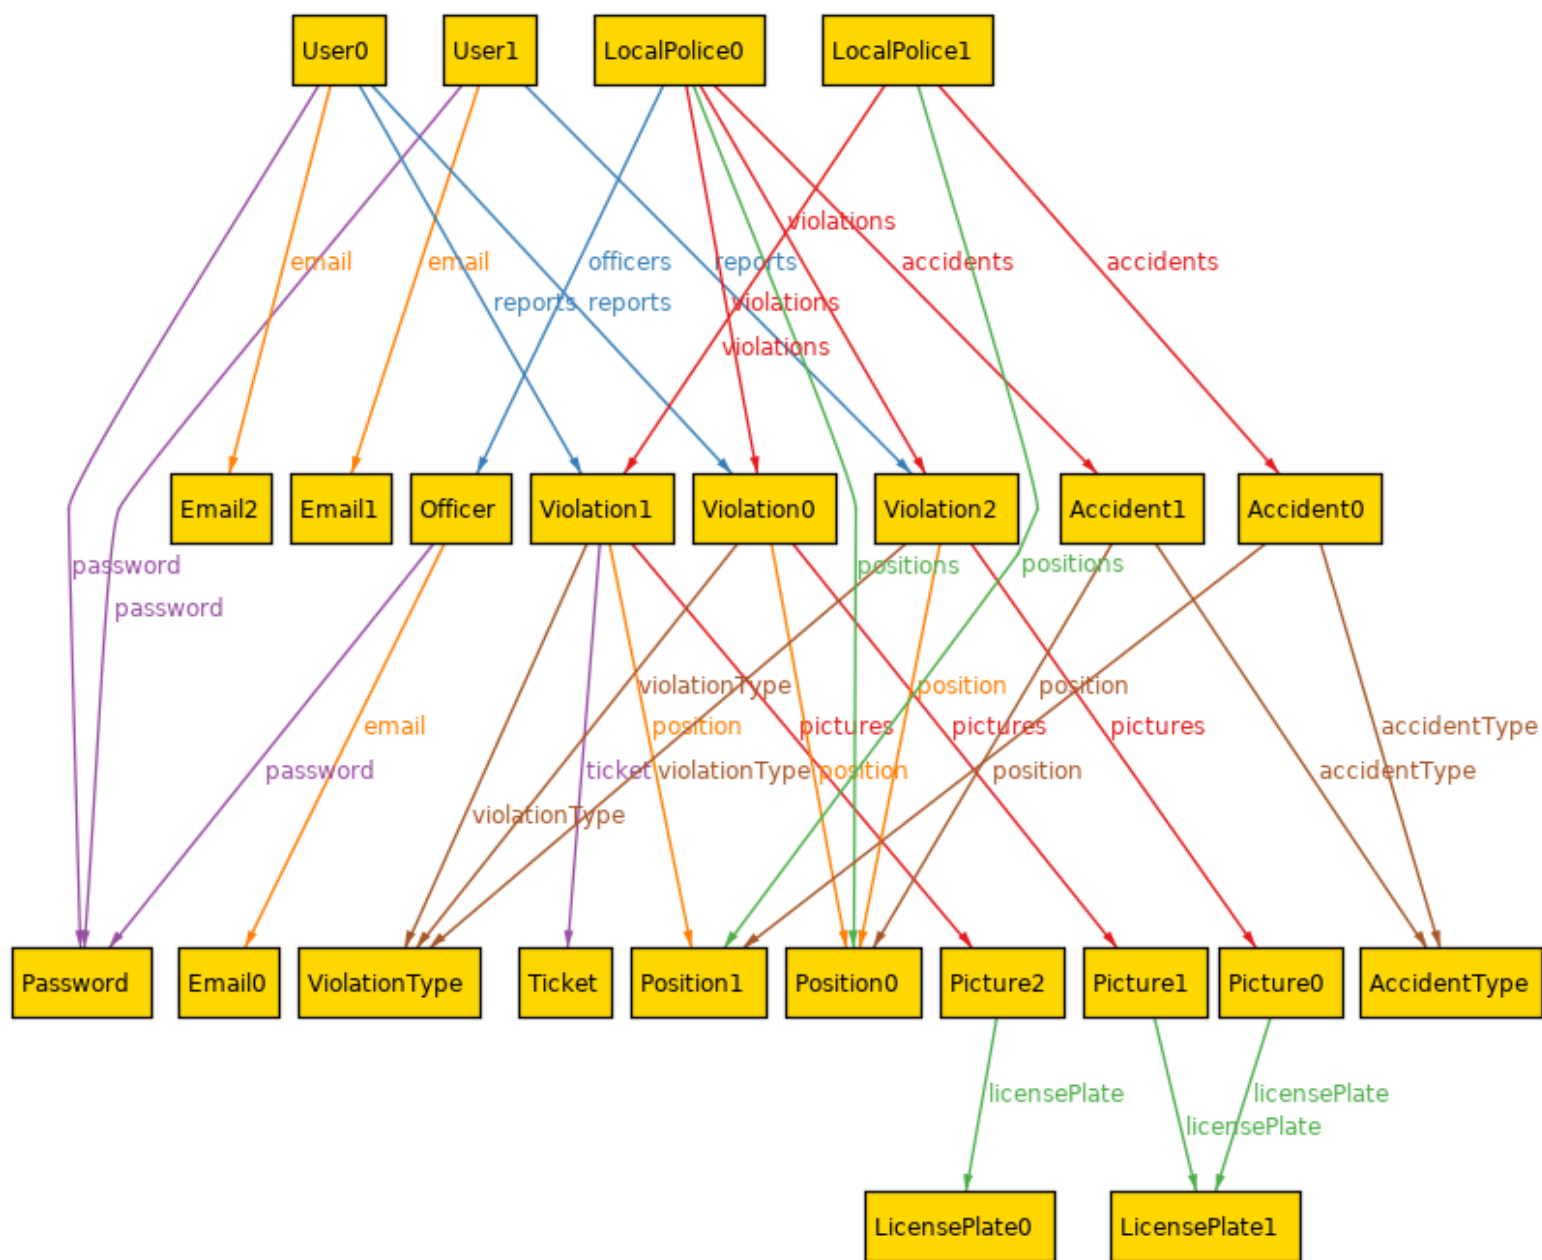 User0
User1
LocalPolice0
LocalPolice1
violations
email
email
officers
reports
accidents
accidents
reports
reports
violations
violations
Email2
Email1
Officer
Violation1
Violation0
Violation2
Accident1
Accident0
password
positions
positions
password
violationType
position
position
email
position
pictures
pictures
pictures
accidentType
password
ticket
violationType
position
position
accidentType
violationType
Password
Email0
ViolationType
Ticket
Position1
Position0
Picture2
Picture1
Picture0
AccidentType
licensePlate
licensePlate
licensePlate
LicensePlate0
LicensePlate1